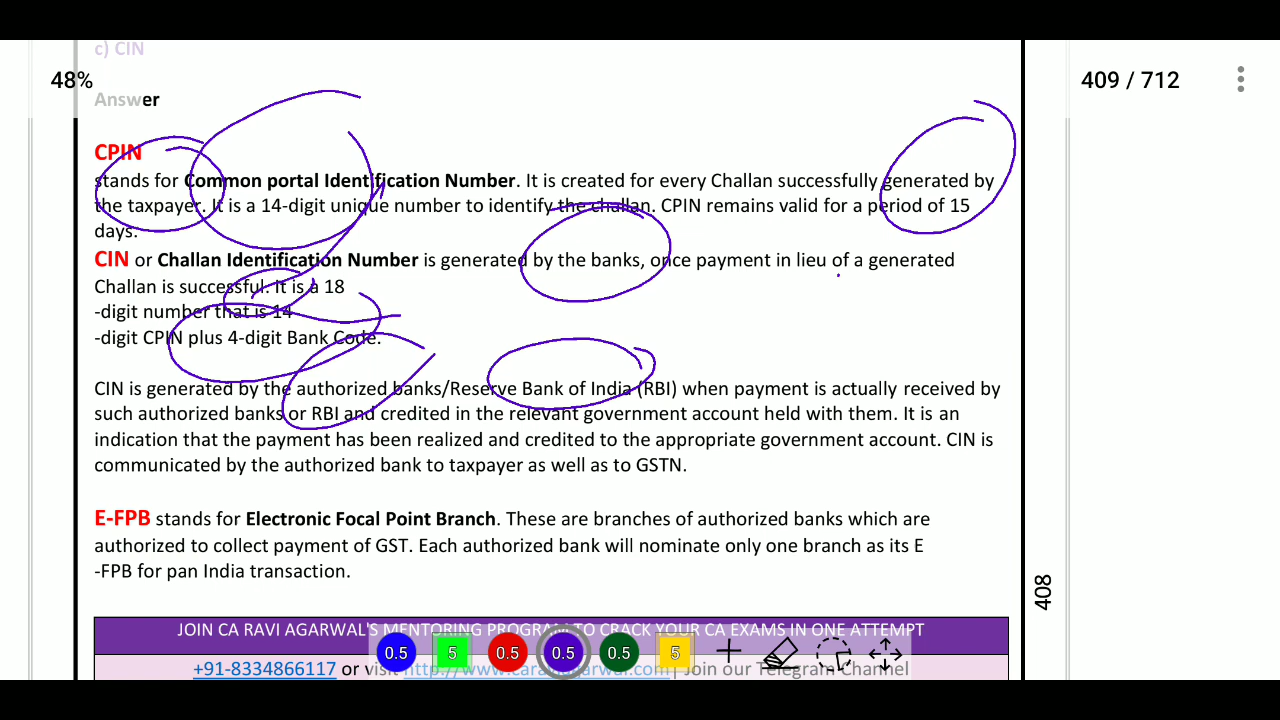 c) CIN
48%
409 / 712
Answer
CPIN
stands for Common portal Identification Number. It is created for every Challan successfully generated by
the taxpayer. It is a 14-digit unique number to identify the challan. CPIN remains valid for a period of 15
days.
CIN or Challan Identification Number is generated by the banks, once payment in lieu of a generated
Challan is successful. It is a 18
-digit number that is 14
-digit CPIN plus 4-digit Bank Code.
CIN is generated by the authorized banks/Reserve Bank of India (RBI) when payment is actually received by
such authorized banks or RBI and credited in the relevant government account held with them. It is an
indication that the payment has been realized and credited to the appropriate government account. CIN is
communicated by the authorized bank to taxpayer as well as to GSTN.
E-FPB stands for Electronic Focal Point Branch. These are branches of authorized banks which are
authorized to collect payment of GST. Each authorized bank will nominate only one branch as its E
-FPB for pan India transaction.
408
JOIN CA RAVI AGARWAL'S MENTORING PROGRAM TO CRACK YOUR CA EXAMS IN ONE ATTEMPT
0.5 5 0.5 0.5 0.5 5
+91-8334866117 or visit http://www.caraviagarwal.com| Join our Telegram Channel